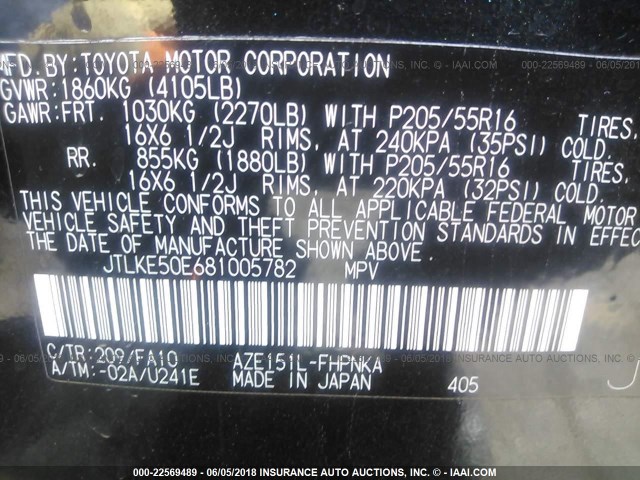 MFD.BY:TOYOTA MOTOR CORPORATION
GVWR:1860KG (4105LB)
GAWR:FRT. 1030KG (2270LB) WITH P205/55R16 TIRES,
16X6 1/2J RIMS, AT 240KPA (35PSI) COLD.
RR. 855KG (1880LB) WITH P205/55R16 TIRES,
16X6 1/2J RIMS, AT 220KPA (32PSI) COLD.
THIS VEHICLE CONFORMS TO ALL APPLICABLE FEDERAL MOTOR
VEHICLE SAFETY AND THEFT PREVENTION STANDARDS IN EFFEC
THE DATE OF MANUFACTURE SHOWN ABOVE.
JTLKE50E681005782 MPV
C/TR:209/FA10 AZE151L-FHPNKA
A/TM:-02A/U241E MADE IN JAPAN 405
000-22569489 - 06/05/2018 INSURANCE AUTO AUCTIONS, INC. © - WWW.IAAI.COM